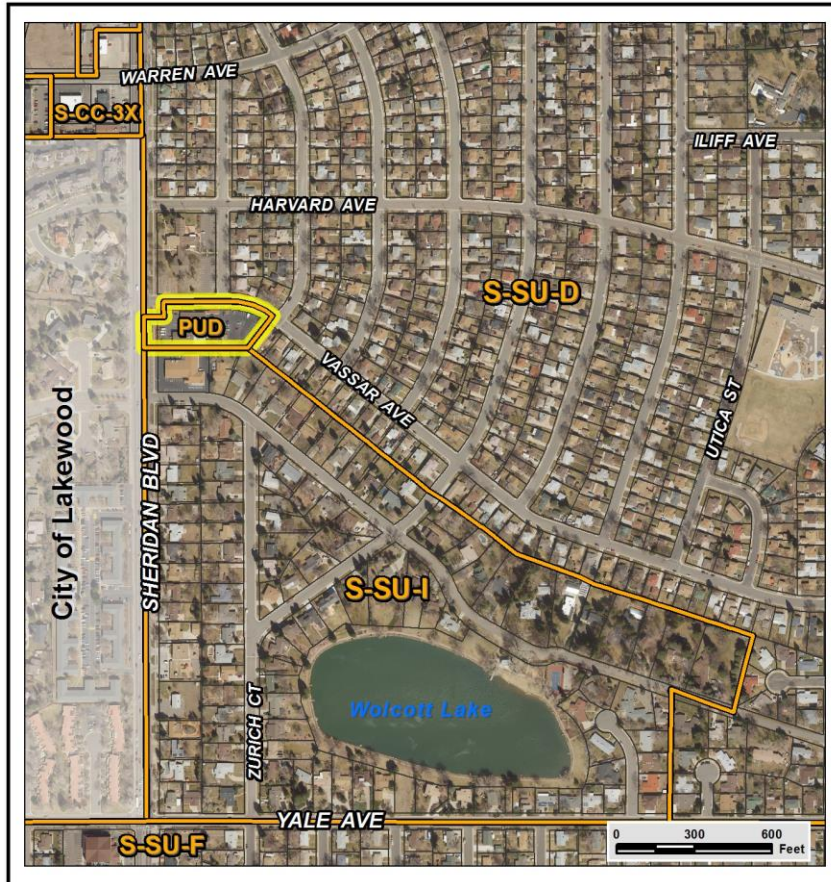 WARREN AVE
S-CC-3X
ILIFF AVE
HARVARD AVE
S-SU-D
PUD
VASSAR AVE
UTICA ST
City of Lakewood
SHERIDAN BLVD
S-SU-I
Wolcott Lake
ZURICH CT
YALE AVE
S-SU-F
0 300 600
Feet